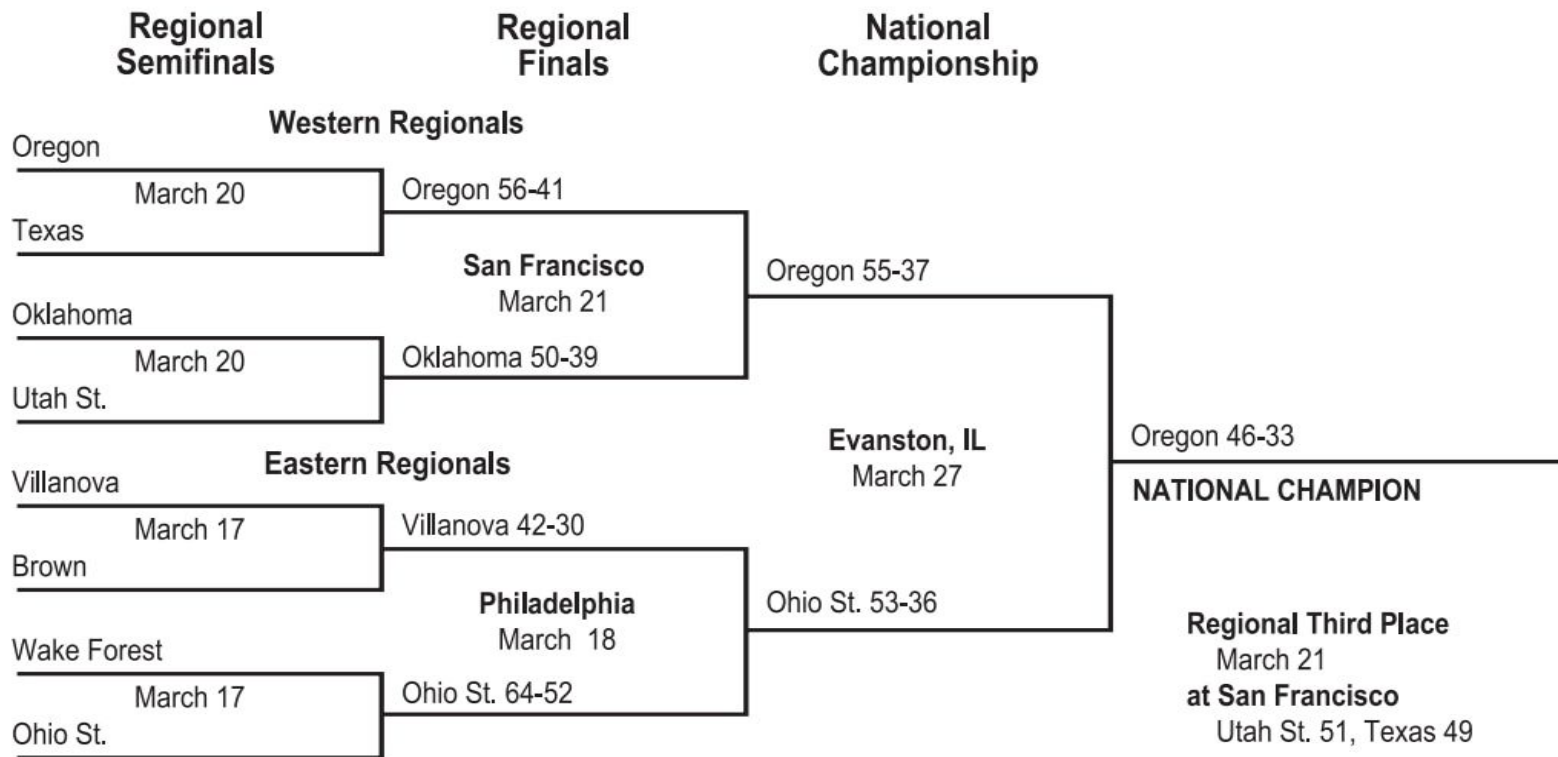 Regional
Semifinals
Regional
Finals
National
Championship
Western Regionals
Oregon
March 20
Texas
Oregon 56-41
San Francisco
March 21
Oklahoma
March 20
Utah St.
Oklahoma 50-39
Oregon 55-37
Eastern Regionals
Villanova
March 17
Brown
Villanova 42-30
Philadelphia
March 18
Wake Forest
March 17
Ohio St.
Ohio St. 64-52
Ohio St. 53-36
Evanston, IL
March 27
Oregon 46-33
NATIONAL CHAMPION
Regional Third Place
March 21
at San Francisco
Utah St. 51, Texas 49